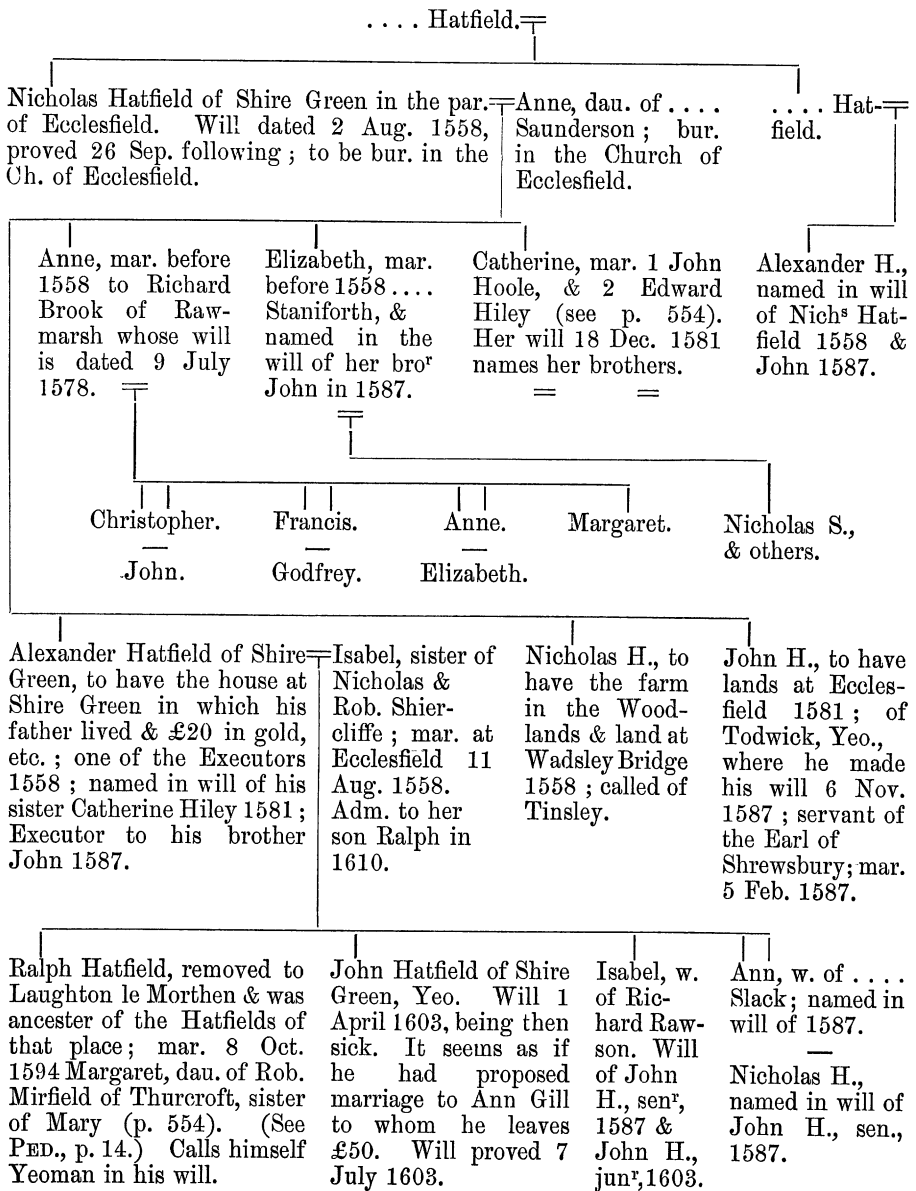 . . . . Hatfield.
Nicholas Hatfield of Shire Green in the par.
of Ecclesfield. Will dated 2 Aug. 1558,
proved 26 Sep. following ; to be bur. in the
Ch. of Ecclesfield.
Anne, dau. of . . . .
Saunderson ; bur.
in the Church of
Ecclesfield.
. . . . Hat-
field.
Anne, mar. before
1558 to Richard
Brook of Raw-
marsh whose will
is dated 9 July
1578.
Elizabeth, mar.
before 1558 . . . .
Staniforth, &
named in the
will of her broʳ
John in 1587.
Catherine, mar. 1 John
Hoole, & 2 Edward
Hiley (see p. 554).
Her will 18 Dec. 1581
names her brothers.
Alexander H.,
named in will
of Nichˢ Hat-
field 1558 &
John 1587.
Christopher.
John.
Francis.
Godfrey.
Anne.
Elizabeth.
Margaret.
Nicholas S.,
& others.
Alexander Hatfield of Shire
Green, to have the house at
Shire Green in which his
father lived & £20 in gold,
etc. ; one of the Executors
1558 ; named in will of his
sister Catherine Hiley 1581 ;
Executor to his brother
John 1587.
Isabel, sister of
Nicholas &
Rob. Shier-
cliffe ; mar. at
Ecclesfield 11
Aug. 1558.
Adm. to her
son Ralph in
1610.
Nicholas H., to
have the farm
in the Wood-
lands & land at
Wadsley Bridge
1558 ; called of
Tinsley.
John H., to have
lands at Eccles-
field 1581 ; of
Todwick, Yeo.,
where he made
his will 6 Nov.
1587 ; servant of
the Earl of
Shrewsbury; mar.
5 Feb. 1587.
Ralph Hatfield, removed to
Laughton le Morthen & was
ancester of the Hatfields of
that place ; mar. 8 Oct.
1594 Margaret, dau. of Rob.
Mirfield of Thurcroft, sister
of Mary (p. 554). (See
PED., p. 14.) Calls himself
Yeoman in his will.
John Hatfield of Shire
Green, Yeo. Will 1
April 1603, being then
sick. It seems as if
he had proposed
marriage to Ann Gill
to whom he leaves
£50. Will proved 7
July 1603.
Isabel, w.
of Ric-
hard Raw-
son. Will
of John
H., senʳ,
1587 &
John H.,
junʳ, 1603.
Ann, w. of . . . .
Slack ; named in
will of 1587.
Nicholas H.,
named in will of
John H., sen.,
1587.